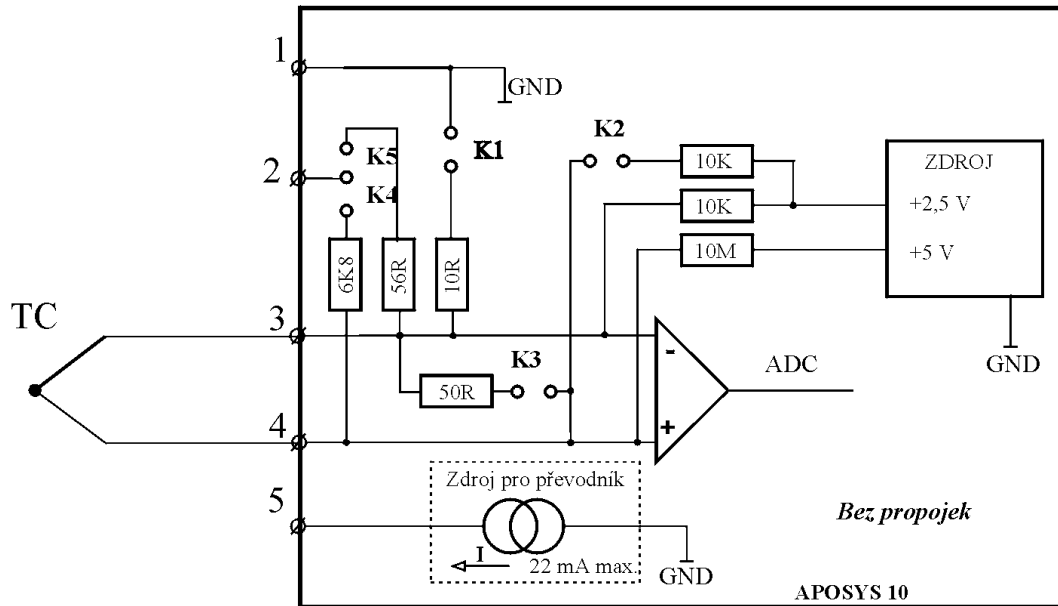 1
GND
K2
K5
K1
2
K4
10K
ZDROJ
10K
+2,5 V
10M
+5 V
6K8
56R
10R
TC
3
-
GND
K3
ADC
50R
+
4
Zdroj pro převodník
5
Bez propojek
I
22 mA max.
GND
APOSYS 10